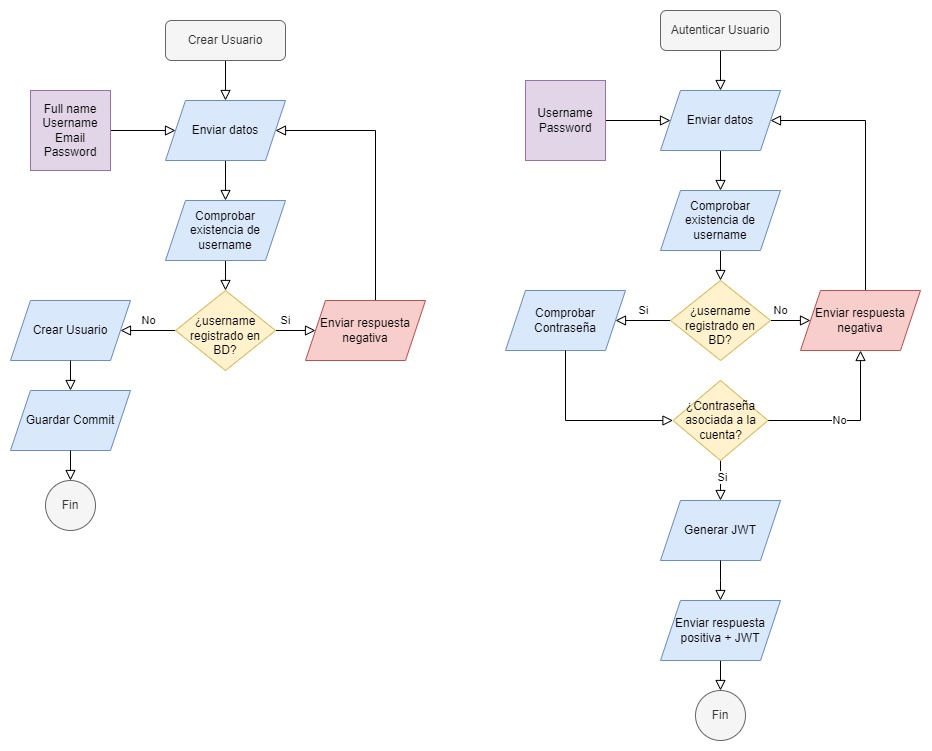 Crear Usuario
Full name
Username
Email
Password
Enviar datos
Comprobar
existencia de
username
¿username
registrado en
BD?
No
Si
Crear Usuario
Enviar respuesta
negativa
Guardar Commit
Fin
Autenticar Usuario
Username
Password
Enviar datos
Comprobar
existencia de
username
¿username
registrado en
BD?
Si
No
Comprobar
Contraseña
Enviar respuesta
negativa
¿Contraseña
asociada a la
cuenta?
No
Si
Generar JWT
Enviar respuesta
positiva + JWT
Fin